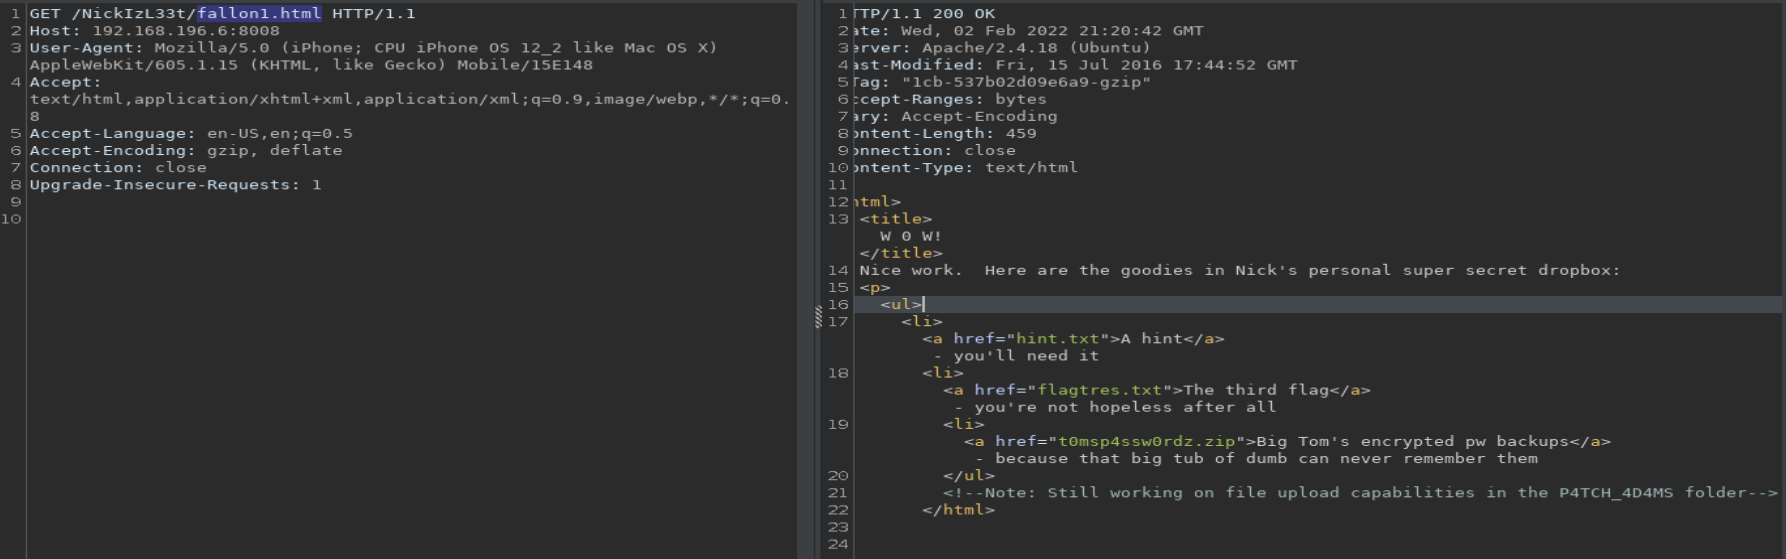 1 GET /NickIzL33t/fallon1.html HTTP/1.1
2 Host: 192.168.196.6:8008
3 User-Agent: Mozilla/5.0 (iPhone; CPU iPhone OS 12_2 like Mac OS X)
AppleWebKit/605.1.15 (KHTML, like Gecko) Mobile/15E148
4 Accept:
text/html,application/xhtml+xml,application/xml;q=0.9,image/webp,*/*;q=0.
8
5 Accept-Language: en-US,en;q=0.5
6 Accept-Encoding: gzip, deflate
7 Connection: close
8 Upgrade-Insecure-Requests: 1
9
10
1 TTP/1.1 200 OK
2 ate: Wed, 02 Feb 2022 21:20:42 GMT
3 erver: Apache/2.4.18 (Ubuntu)
4 ast-Modified: Fri, 15 Jul 2016 17:44:52 GMT
5 Tag: "1cb-537b02d09e6a9-gzip"
6 ccept-Ranges: bytes
7 ary: Accept-Encoding
8 ontent-Length: 459
9 onnection: close
10 ontent-Type: text/html
11
12 html>
13 <title>
W 0 W!
</title>
14 Nice work.  Here are the goodies in Nick's personal super secret dropbox:
15 <p>
16 <ul>
17 <li>
<a href="hint.txt">A hint</a>
- you'll need it
18 <li>
<a href="flagtres.txt">The third flag</a>
- you're not hopeless after all
19 <li>
<a href="t0msp4ssw0rdz.zip">Big Tom's encrypted pw backups</a>
- because that big tub of dumb can never remember them
20 </ul>
21 <!--Note: Still working on file upload capabilities in the P4TCH_4D4MS folder-->
22 </html>
23
24